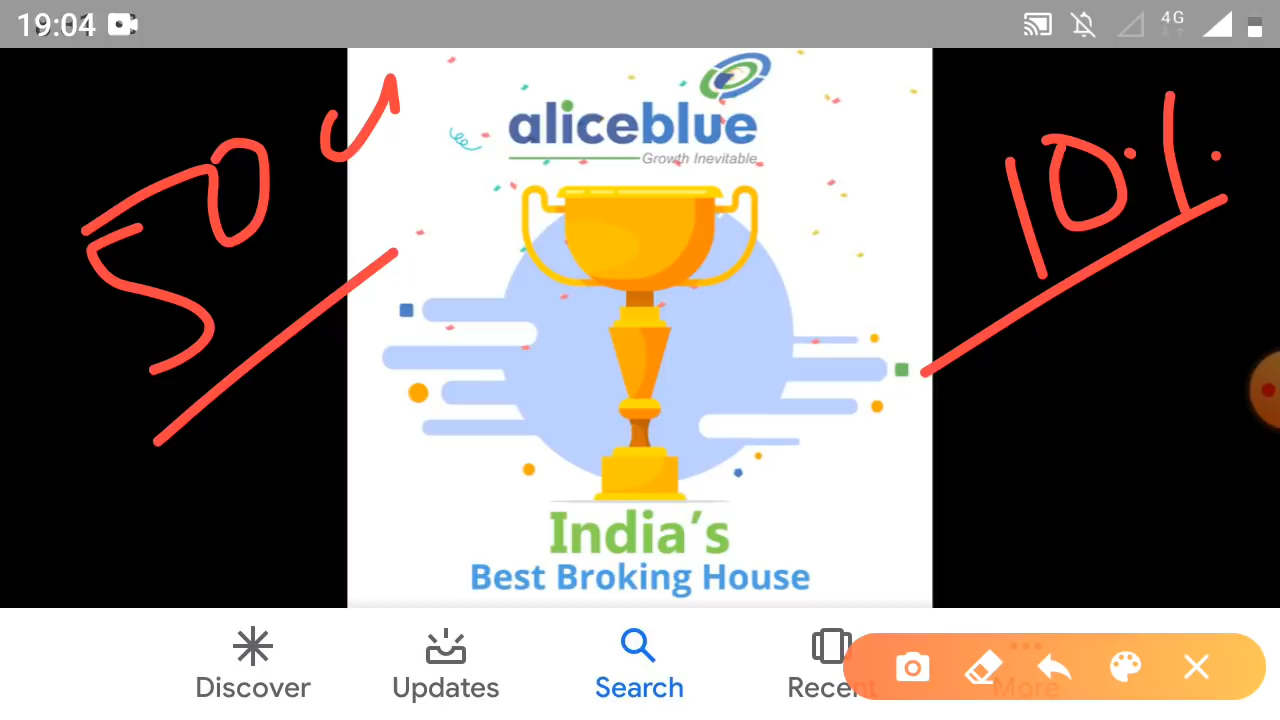 19:04
4G
50
10%
aliceblue
Growth Inevitable
India's
Best Broking House
Discover
Updates
Search
Recent
More